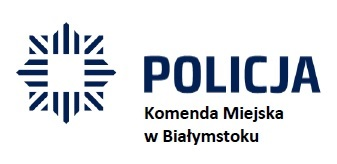 POLICJA
Komenda Miejska
w Białymstoku